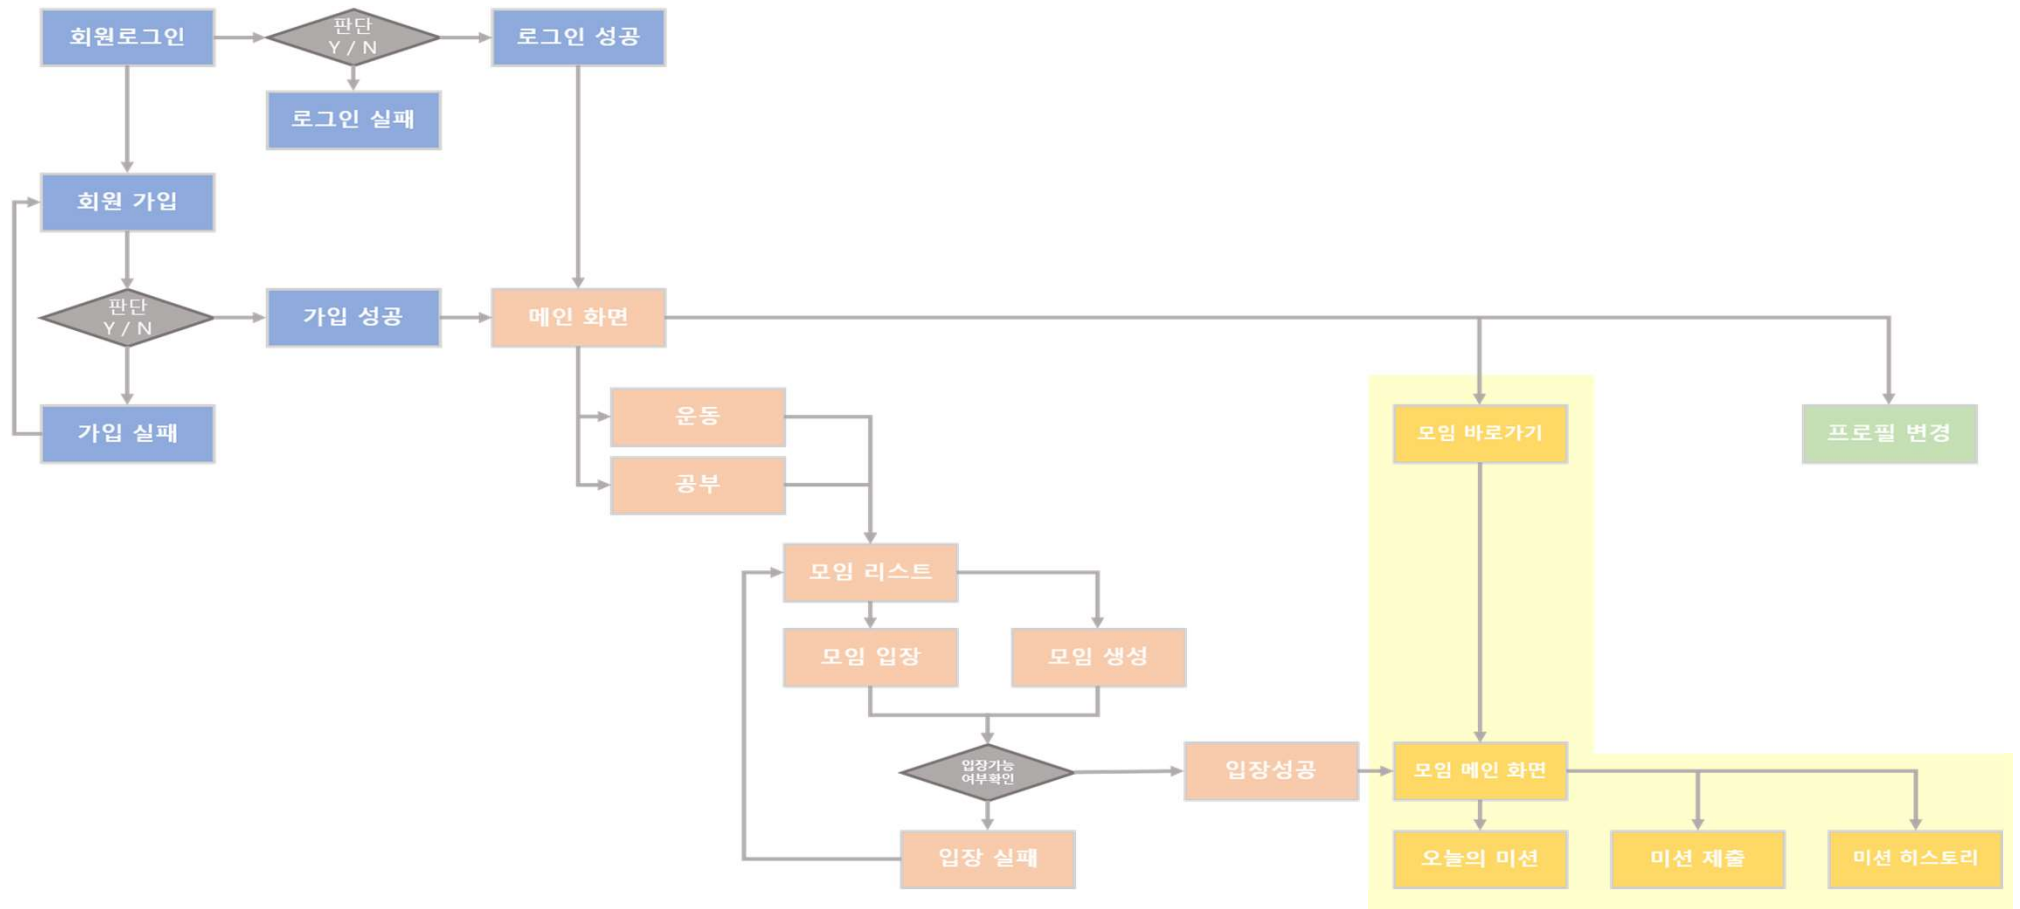 회원로그인
판단
Y / N
로그인 성공
로그인 실패
회원 가입
판단
Y / N
가입 성공
메인 화면
가입 실패
운동
공부
모임 바로가기
프로필 변경
모임 리스트
모임 입장
모임 생성
입장가능
여부확인
입장성공
모임 메인 화면
입장 실패
오늘의 미션
미션 제출
미션 히스토리